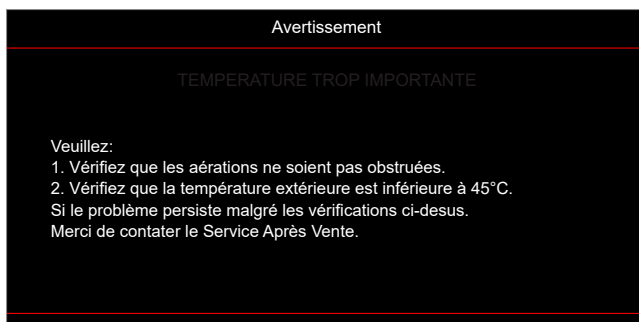 Avertissement
TEMPERATURE TROP IMPORTANTE
Veuillez:
1. Vérifiez que les aérations ne soient pas obstruées.
2. Vérifiez que la température extérieure est inférieure à 45°C.
Si le problème persiste malgré les vérifications ci-desus.
Merci de contater le Service Après Vente.